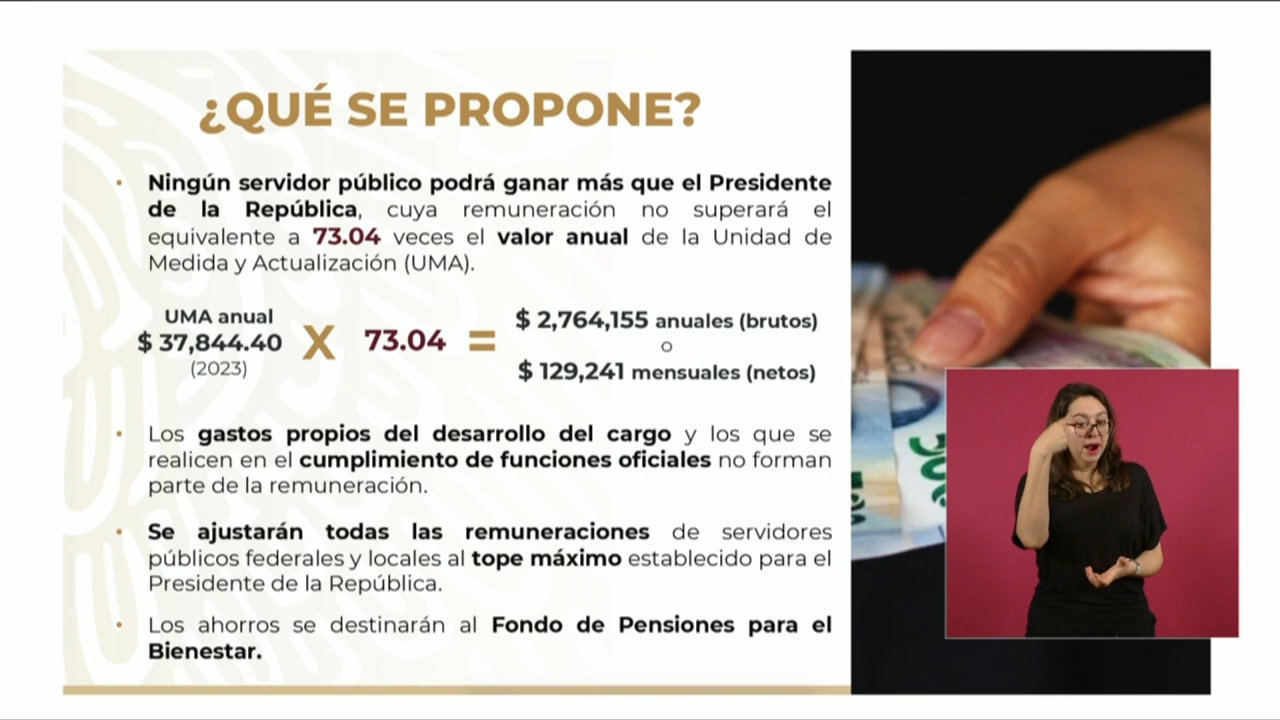 ¿QUÉ SE PROPONE?
• Ningún servidor público podrá ganar más que el Presidente
de la República, cuya remuneración no superará el
equivalente a 73.04 veces el valor anual de la Unidad de
Medida y Actualización (UMA).
UMA anual
$ 37,844.40
(2023)
X
73.04
=
$ 2,764,155 anuales (brutos)
o
$ 129,241 mensuales (netos)
• Los gastos propios del desarrollo del cargo y los que se
realicen en el cumplimiento de funciones oficiales no forman
parte de la remuneración.
• Se ajustarán todas las remuneraciones de servidores
públicos federales y locales al tope máximo establecido para el
Presidente de la República.
• Los ahorros se destinarán al Fondo de Pensiones para el
Bienestar.